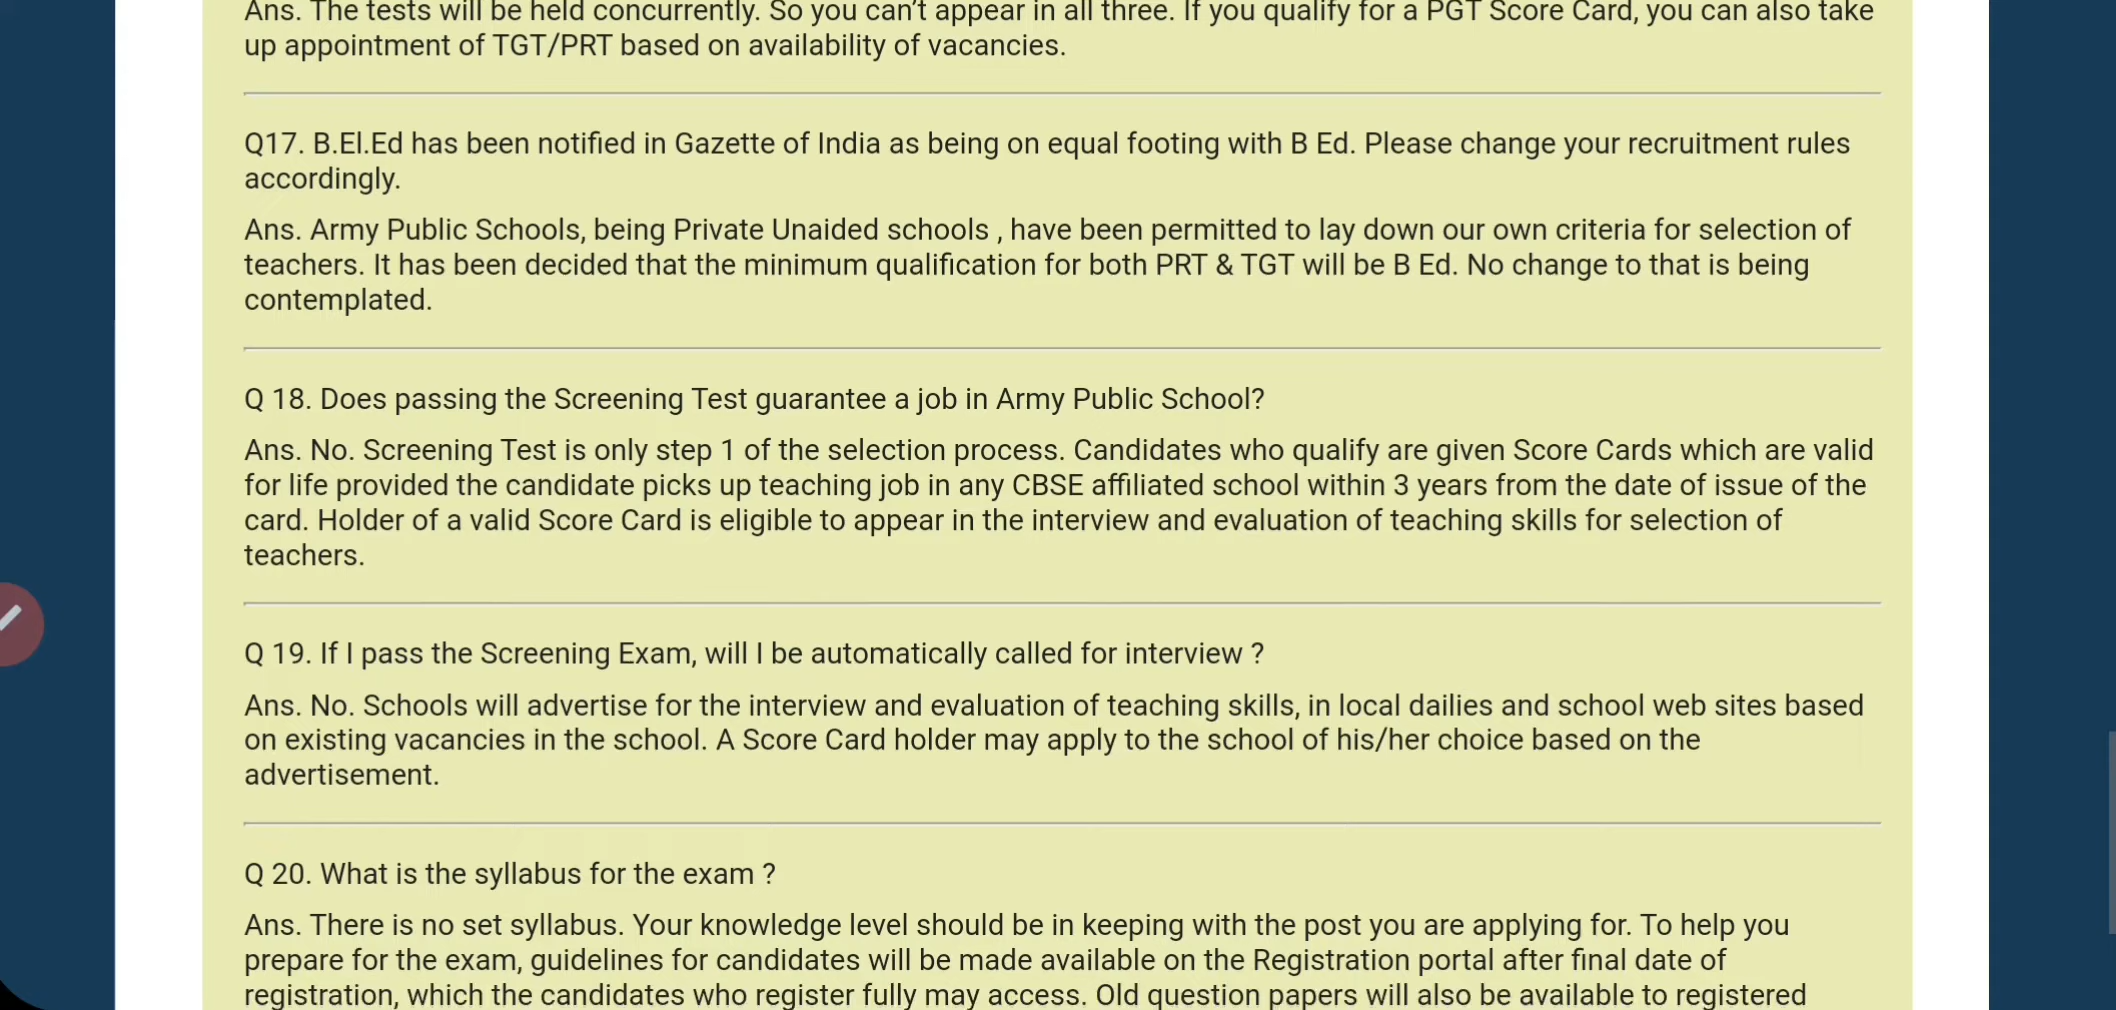 Ans. The tests will be held concurrently. So you can't appear in all three. If you qualify for a PGT Score Card, you can also take
up appointment of TGT/PRT based on availability of vacancies.
Q17. B.El.Ed has been notified in Gazette of India as being on equal footing with B Ed. Please change your recruitment rules
accordingly.
Ans. Army Public Schools, being Private Unaided schools , have been permitted to lay down our own criteria for selection of
teachers. It has been decided that the minimum qualification for both PRT & TGT will be B Ed. No change to that is being
contemplated.
Q 18. Does passing the Screening Test guarantee a job in Army Public School?
Ans. No. Screening Test is only step 1 of the selection process. Candidates who qualify are given Score Cards which are valid
for life provided the candidate picks up teaching job in any CBSE affiliated school within 3 years from the date of issue of the
card. Holder of a valid Score Card is eligible to appear in the interview and evaluation of teaching skills for selection of
teachers.
Q 19. If I pass the Screening Exam, will I be automatically called for interview ?
Ans. No. Schools will advertise for the interview and evaluation of teaching skills, in local dailies and school web sites based
on existing vacancies in the school. A Score Card holder may apply to the school of his/her choice based on the
advertisement.
Q 20. What is the syllabus for the exam ?
Ans. There is no set syllabus. Your knowledge level should be in keeping with the post you are applying for. To help you
prepare for the exam, guidelines for candidates will be made available on the Registration portal after final date of
registration, which the candidates who register fully may access. Old question papers will also be available to registered